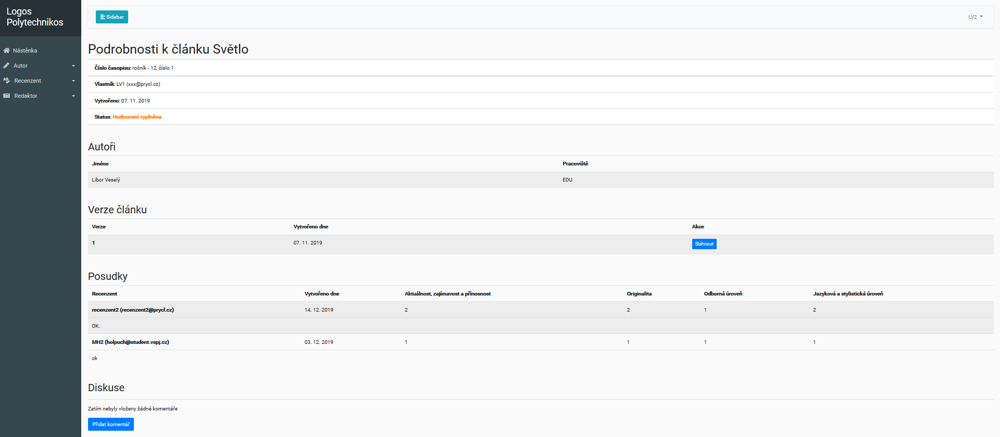 Logos
Polytechnikos
Nástěnka
Autor
Recenzent
Redaktor
Sidebar
LV2
Podrobnosti k článku Světlo
Číslo časopisu: ročník - 12, číslo 1
Vlastník: LV1 (xxx@prycl.cz)
Vytvořeno: 07. 11. 2019
Status: Hodnocení vyplněna
Autoři
Jméno Pracoviště
Libor Veselý EDU
Verze článku
Verze Vytvořeno dne Akce
1 07. 11. 2019 Stáhnout
Posudky
Recenzent Vytvořeno dne Aktuálnost, zajímavost a přínosnost Originalita Odborná úroveň Jazyková a stylistická úroveň
recenzent2 (recenzent2@prycl.cz) 14. 12. 2019 2 2 1 2
OK.
MH2 (holpuch@student.vspj.cz) 03. 12. 2019 1 1 1 1
ok
Diskuse
Zatím nebyly vloženy žádné komentáře
Přidat komentář